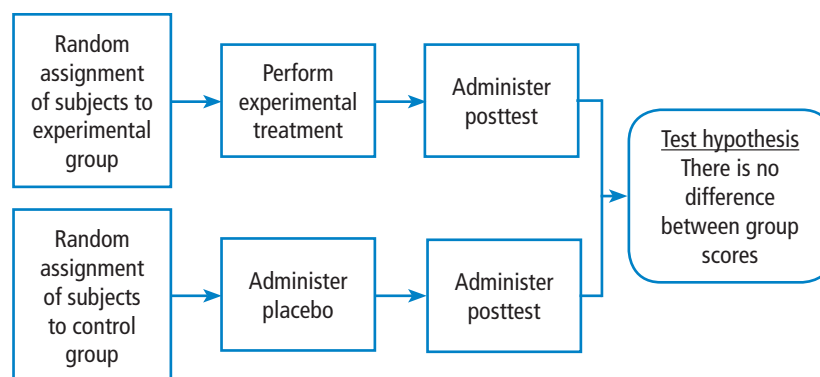 Random
assignment
of subjects to
experimental
group
Perform
experimental
treatment
Administer
posttest
Test hypothesis
There is no
difference
between group
scores
Random
assignment
of subjects
to control
group
Administer
placebo
Administer
posttest